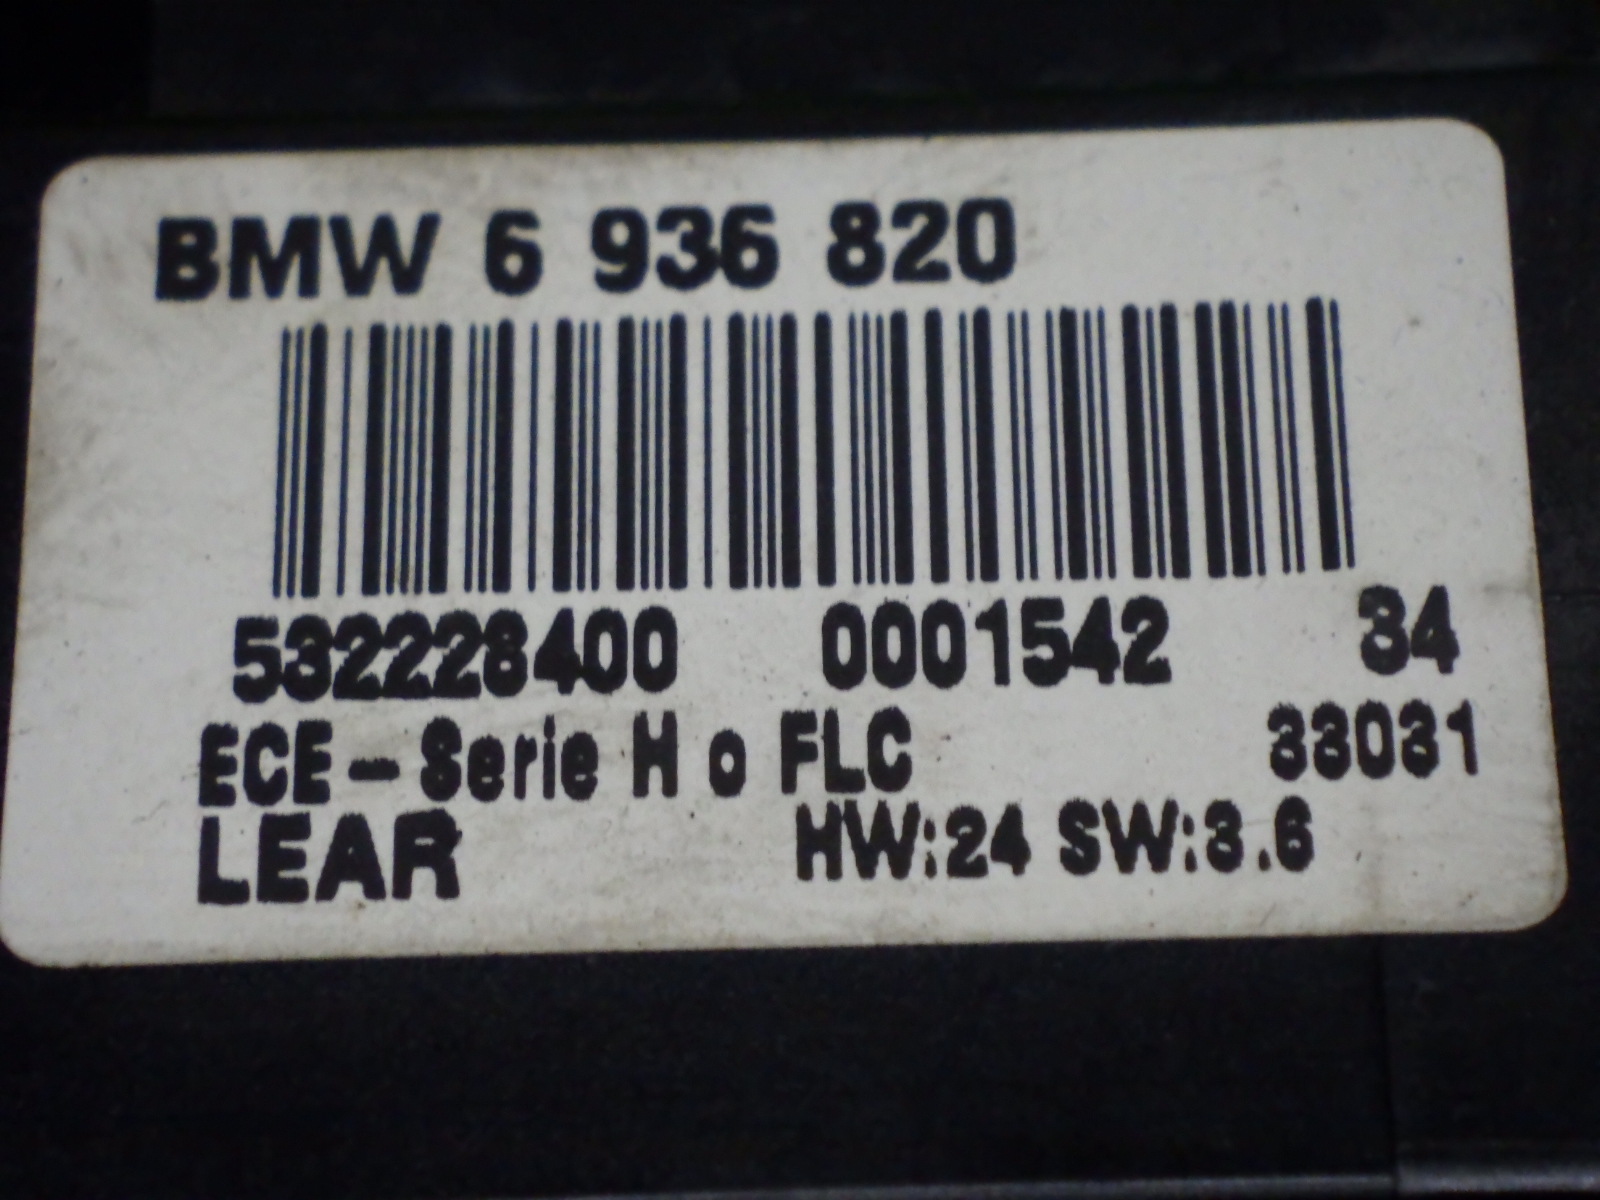 BMW 6 936 820
532228400 0001542 34
ECE-Serie H o FLC 33031
LEAR HW:24 SW:3.6